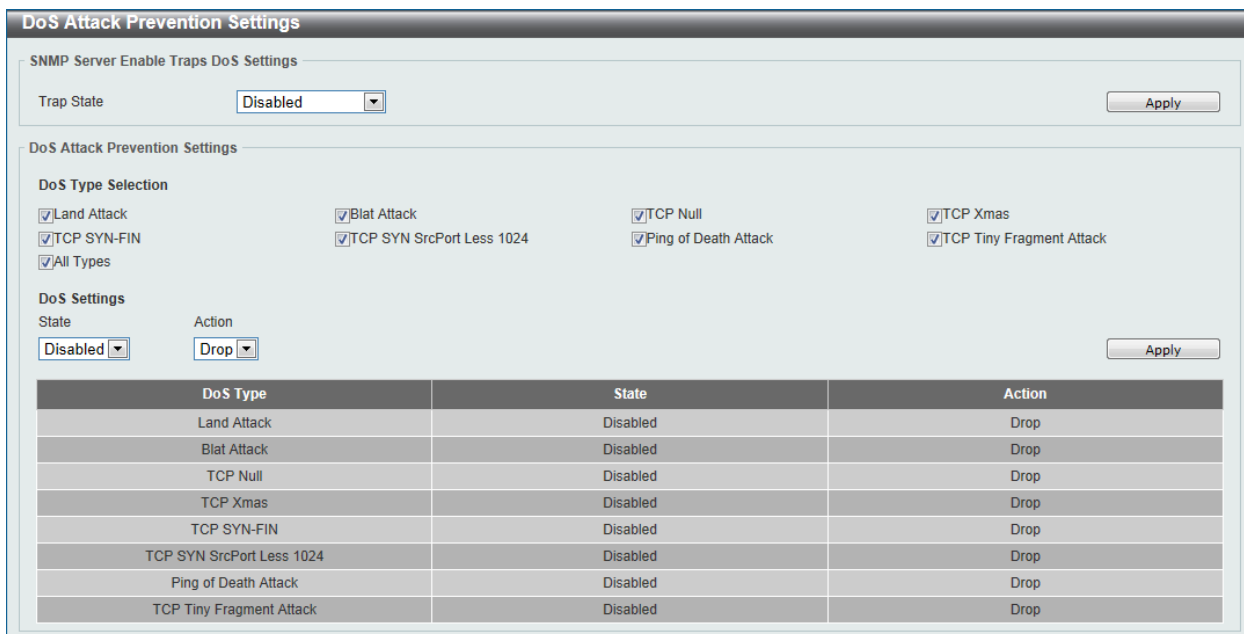 DoS Attack Prevention Settings
SNMP Server Enable Traps DoS Settings
Trap State Disabled Apply
DoS Attack Prevention Settings
DoS Type Selection
Land Attack Blat Attack TCP Null TCP Xmas
TCP SYN-FIN TCP SYN SrcPort Less 1024 Ping of Death Attack TCP Tiny Fragment Attack
All Types
DoS Settings
State Action
Disabled Drop Apply
DoS Type State Action
Land Attack Disabled Drop
Blat Attack Disabled Drop
TCP Null Disabled Drop
TCP Xmas Disabled Drop
TCP SYN-FIN Disabled Drop
TCP SYN SrcPort Less 1024 Disabled Drop
Ping of Death Attack Disabled Drop
TCP Tiny Fragment Attack Disabled Drop